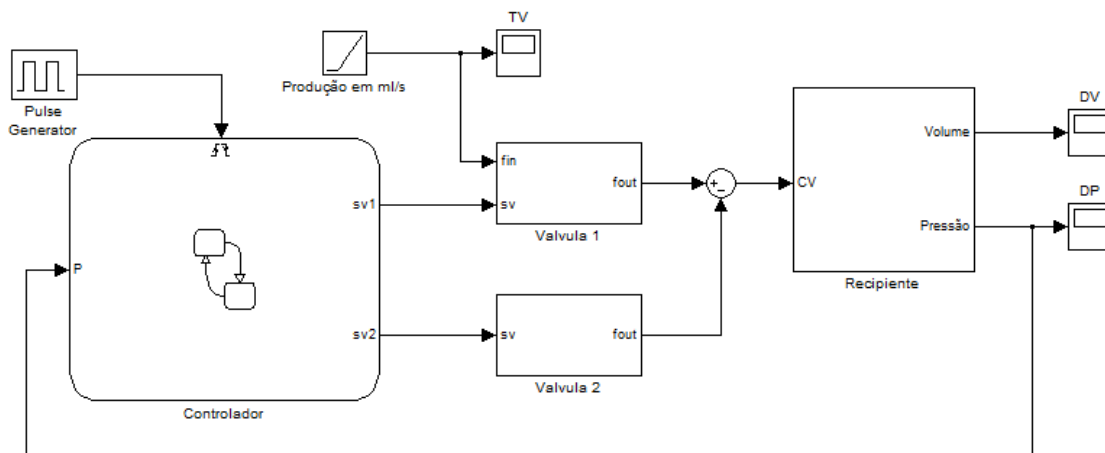 TV
Produção em ml/s
Pulse
Generator
fin
sv
fout
Valvula 1
CV
Volume
Pressão
Recipiente
DV
DP
P
sv1
sv2
Controlador
sv
fout
Valvula 2